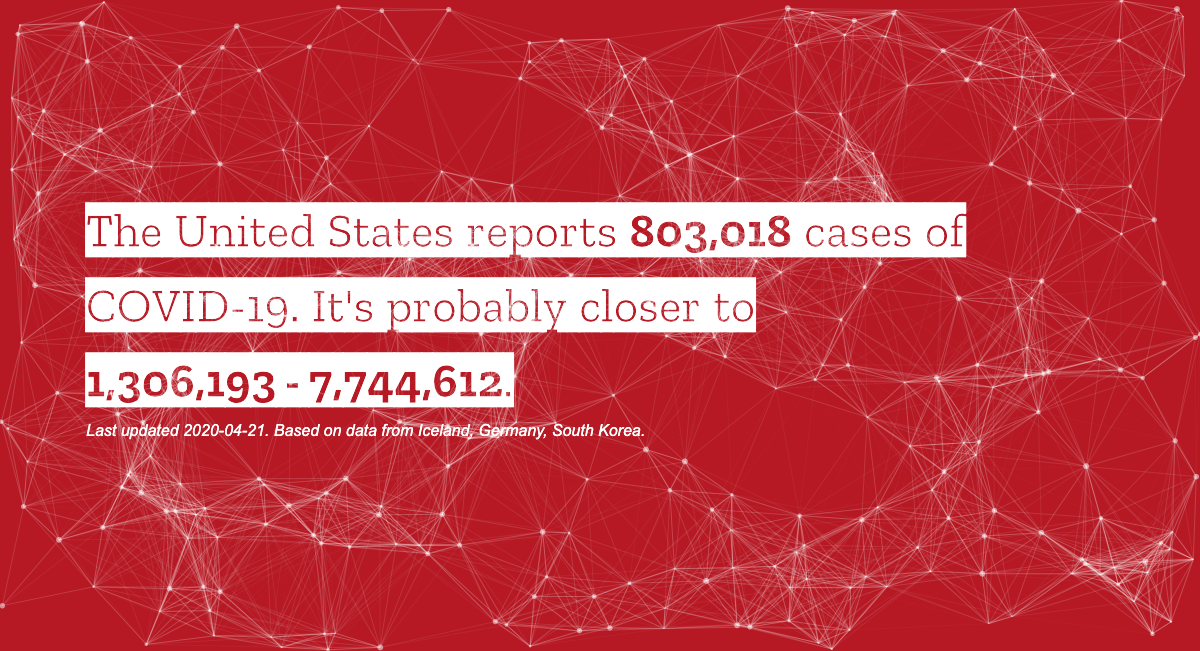 The United States reports 803,018 cases of
COVID-19. It's probably closer to
1,306,193 - 7,744,612.
Last updated 2020-04-21. Based on data from Iceland, Germany, South Korea.